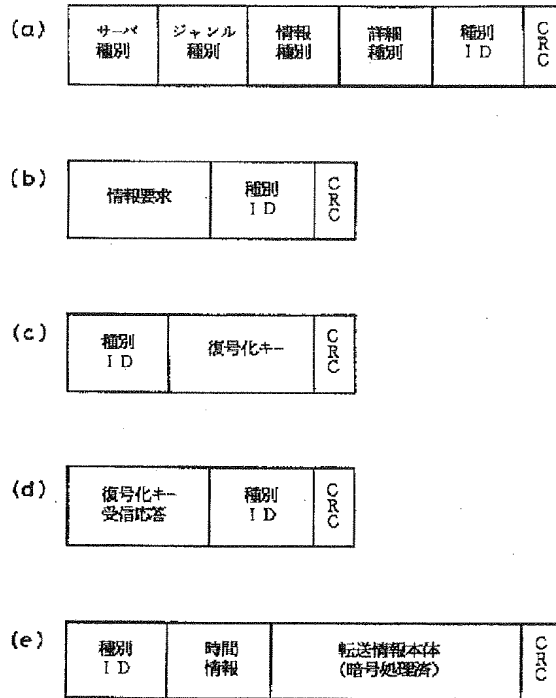 (a)
サーバ
種別
ジャンル
種別
情報
種別
詳細
種別
種別
ID
CRC
(b)
情報要求
種別
ID
CRC
(c)
種別
ID
復号化キー
CRC
(d)
復号化キー
受信応答
種別
ID
CRC
(e)
種別
ID
時間
情報
転送情報本体
(暗号処理済)
CRC